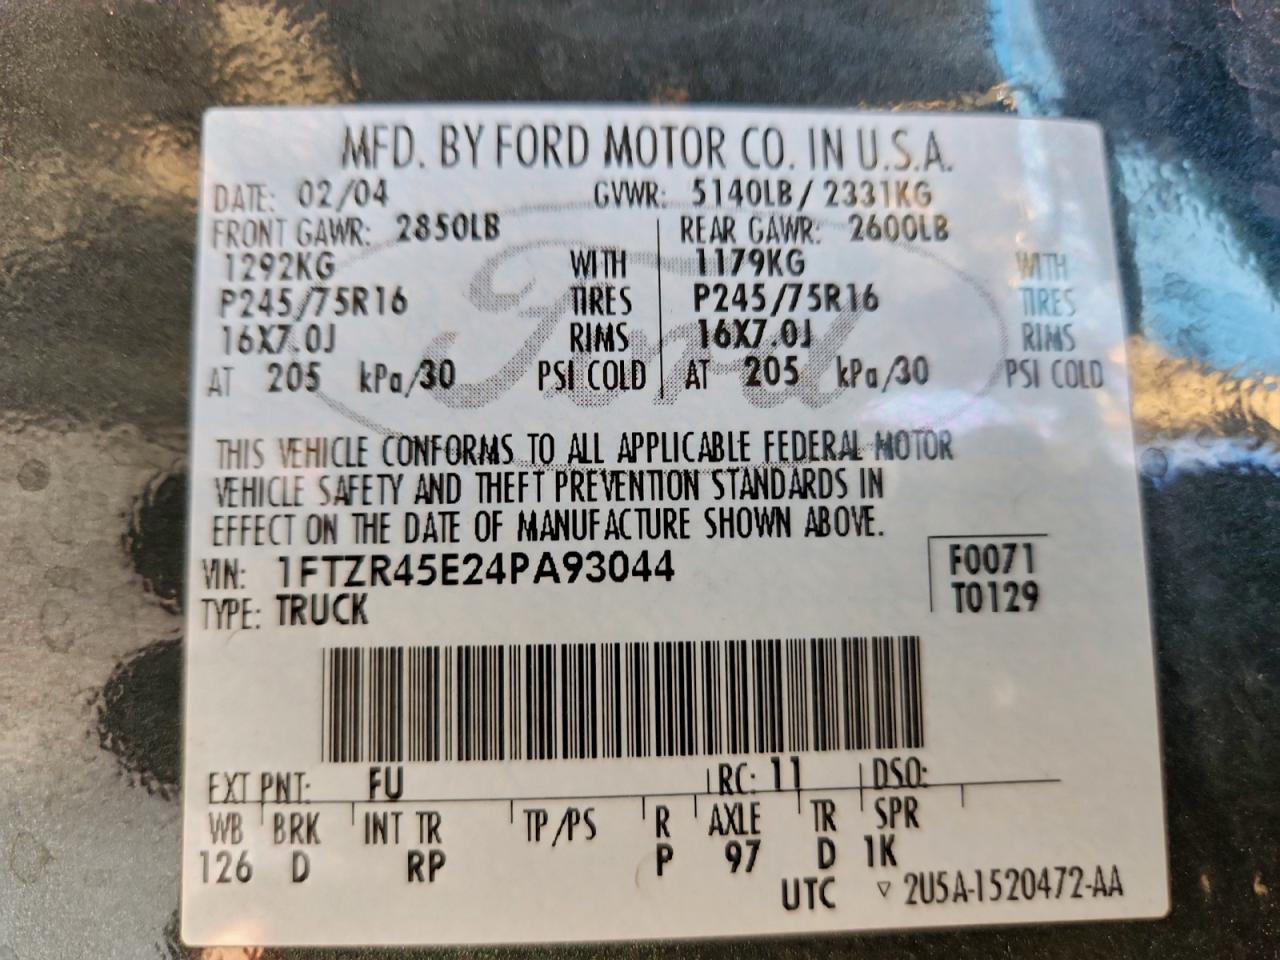 MFD. BY FORD MOTOR CO. IN U.S.A.
DATE: 02/04 GVWR: 5140LB/ 2331KG
FRONT GAWR: 2850LB REAR GAWR: 2600LB
1292KG WITH 1179KG WITH
P245/75R16 TIRES P245/75R16 TIRES
16X7.0J RIMS 16X7.0J RIMS
AT 205 kPa/30 PSI COLD AT 205 kPa/30 PSI COLD
Ford
THIS VEHICLE CONFORMS TO ALL APPLICABLE FEDERAL MOTOR
VEHICLE SAFETY AND THEFT PREVENTION STANDARDS IN
EFFECT ON THE DATE OF MANUFACTURE SHOWN ABOVE.
VIN: 1FTZR45E24PA93044 F0071
TYPE: TRUCK T0129
EXT PNT: FU RC: 11 DSO:
WB BRK INT TR TP/PS R AXLE TR SPR
126 D RP P 97 D 1K
UTC ▽ 2U5A-1520472-AA